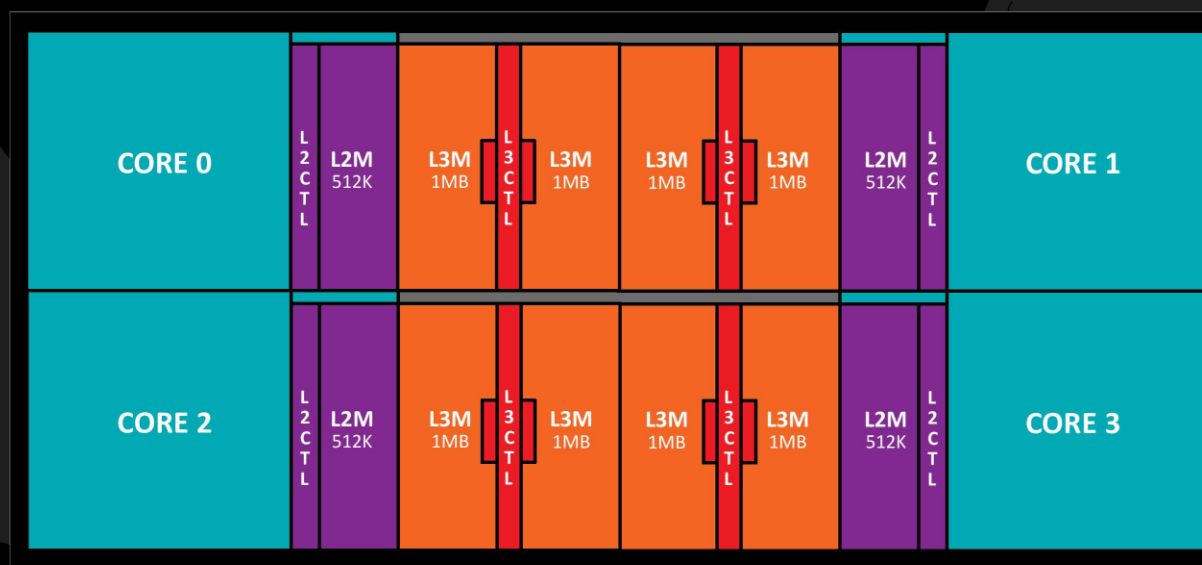 CORE 0
L2CTL
L2M
512K
L3M
1MB
L3CTL
L3M
1MB
L3M
1MB
L3CTL
L3M
1MB
L2M
512K
L2CTL
CORE 1
CORE 2
L2CTL
L2M
512K
L3M
1MB
L3CTL
L3M
1MB
L3M
1MB
L3CTL
L3M
1MB
L2M
512K
L2CTL
CORE 3